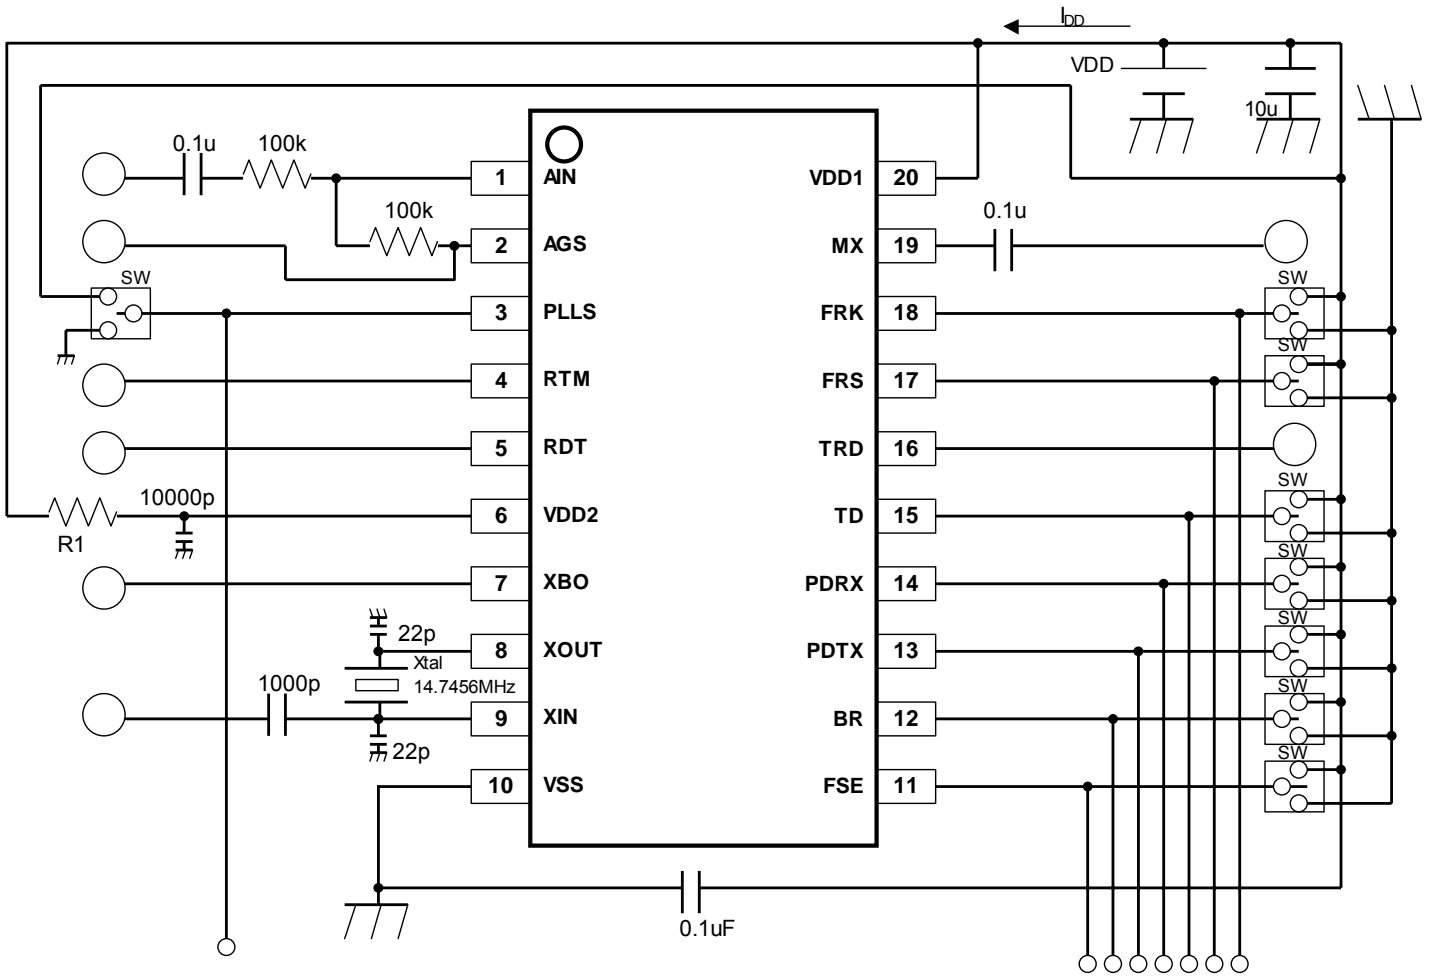 IDD
VDD
10u
0.1u
100k
100k
SW
1 AIN
2 AGS
3 PLLS
4 RTM
5 RDT
6 VDD2
7 XBO
8 XOUT
9 XIN
10 VSS
10000p
R1
22p
Xtal
14.7456MHz
1000p
22p
VDD1 20
MX 19
FRK 18
FRS 17
TRD 16
TD 15
PDRX 14
PDTX 13
BR 12
FSE 11
0.1u
SW
SW
SW
SW
SW
SW
SW
0.1uF